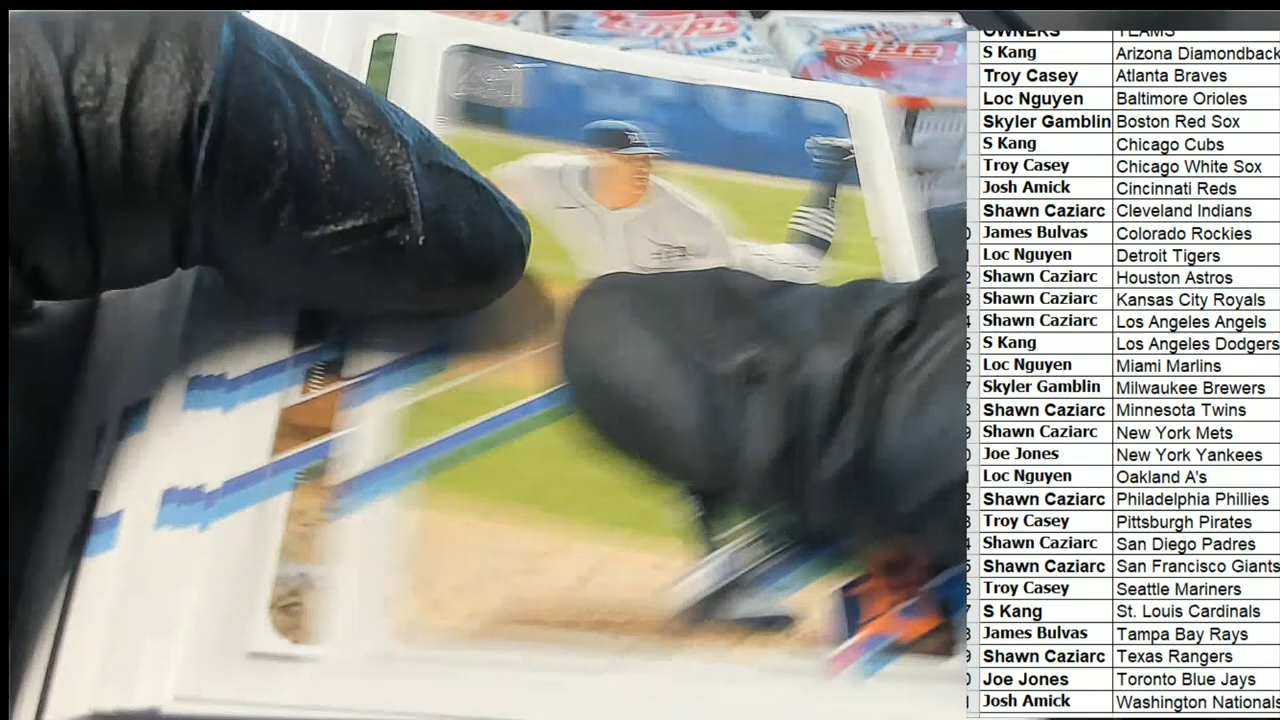 OWNERS TEAMS
S Kang Arizona Diamondback
Troy Casey Atlanta Braves
Loc Nguyen Baltimore Orioles
Skyler Gamblin Boston Red Sox
S Kang Chicago Cubs
Troy Casey Chicago White Sox
Josh Amick Cincinnati Reds
Shawn Caziarc Cleveland Indians
James Bulvas Colorado Rockies
Loc Nguyen Detroit Tigers
Shawn Caziarc Houston Astros
Shawn Caziarc Kansas City Royals
Shawn Caziarc Los Angeles Angels
S Kang Los Angeles Dodgers
Loc Nguyen Miami Marlins
Skyler Gamblin Milwaukee Brewers
Shawn Caziarc Minnesota Twins
Shawn Caziarc New York Mets
Joe Jones New York Yankees
Loc Nguyen Oakland A's
Shawn Caziarc Philadelphia Phillies
Troy Casey Pittsburgh Pirates
Shawn Caziarc San Diego Padres
Shawn Caziarc San Francisco Giants
Troy Casey Seattle Mariners
S Kang St. Louis Cardinals
James Bulvas Tampa Bay Rays
Shawn Caziarc Texas Rangers
Joe Jones Toronto Blue Jays
Josh Amick Washington Nationals